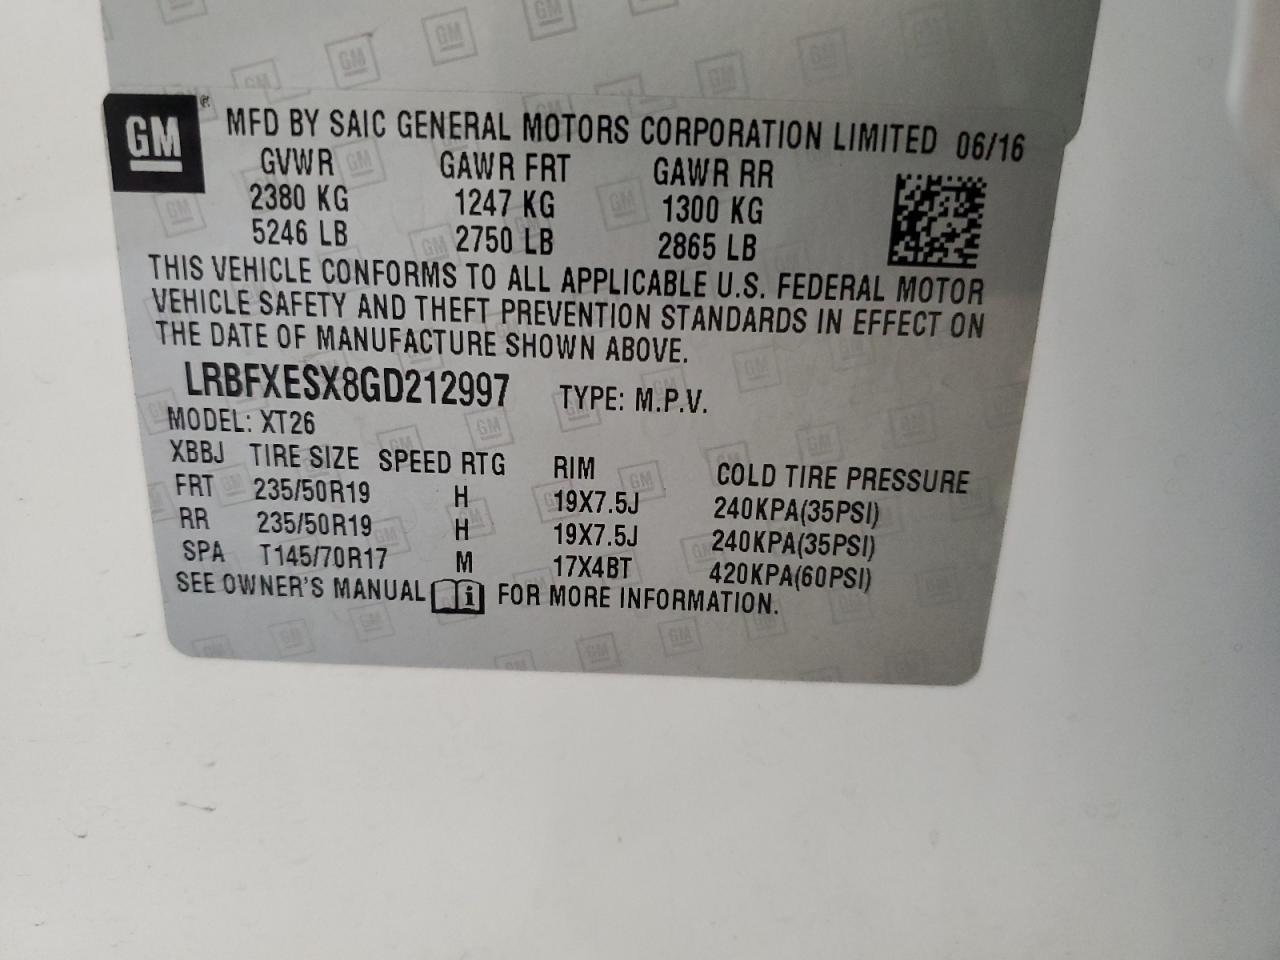 GM ® MFD BY SAIC GENERAL MOTORS CORPORATION LIMITED 06/16
GVWR GAWR FRT GAWR RR
2380 KG 1247 KG 1300 KG
5246 LB 2750 LB 2865 LB
THIS VEHICLE CONFORMS TO ALL APPLICABLE U.S. FEDERAL MOTOR
VEHICLE SAFETY AND THEFT PREVENTION STANDARDS IN EFFECT ON
THE DATE OF MANUFACTURE SHOWN ABOVE.
LRBFXESX8GD212997 TYPE: M.P.V.
MODEL: XT26
XBBJ TIRE SIZE SPEED RTG RIM COLD TIRE PRESSURE
FRT 235/50R19 H 19X7.5J 240KPA(35PSI)
RR 235/50R19 H 19X7.5J 240KPA(35PSI)
SPA T145/70R17 M 17X4BT 420KPA(60PSI)
SEE OWNER'S MANUAL i FOR MORE INFORMATION.